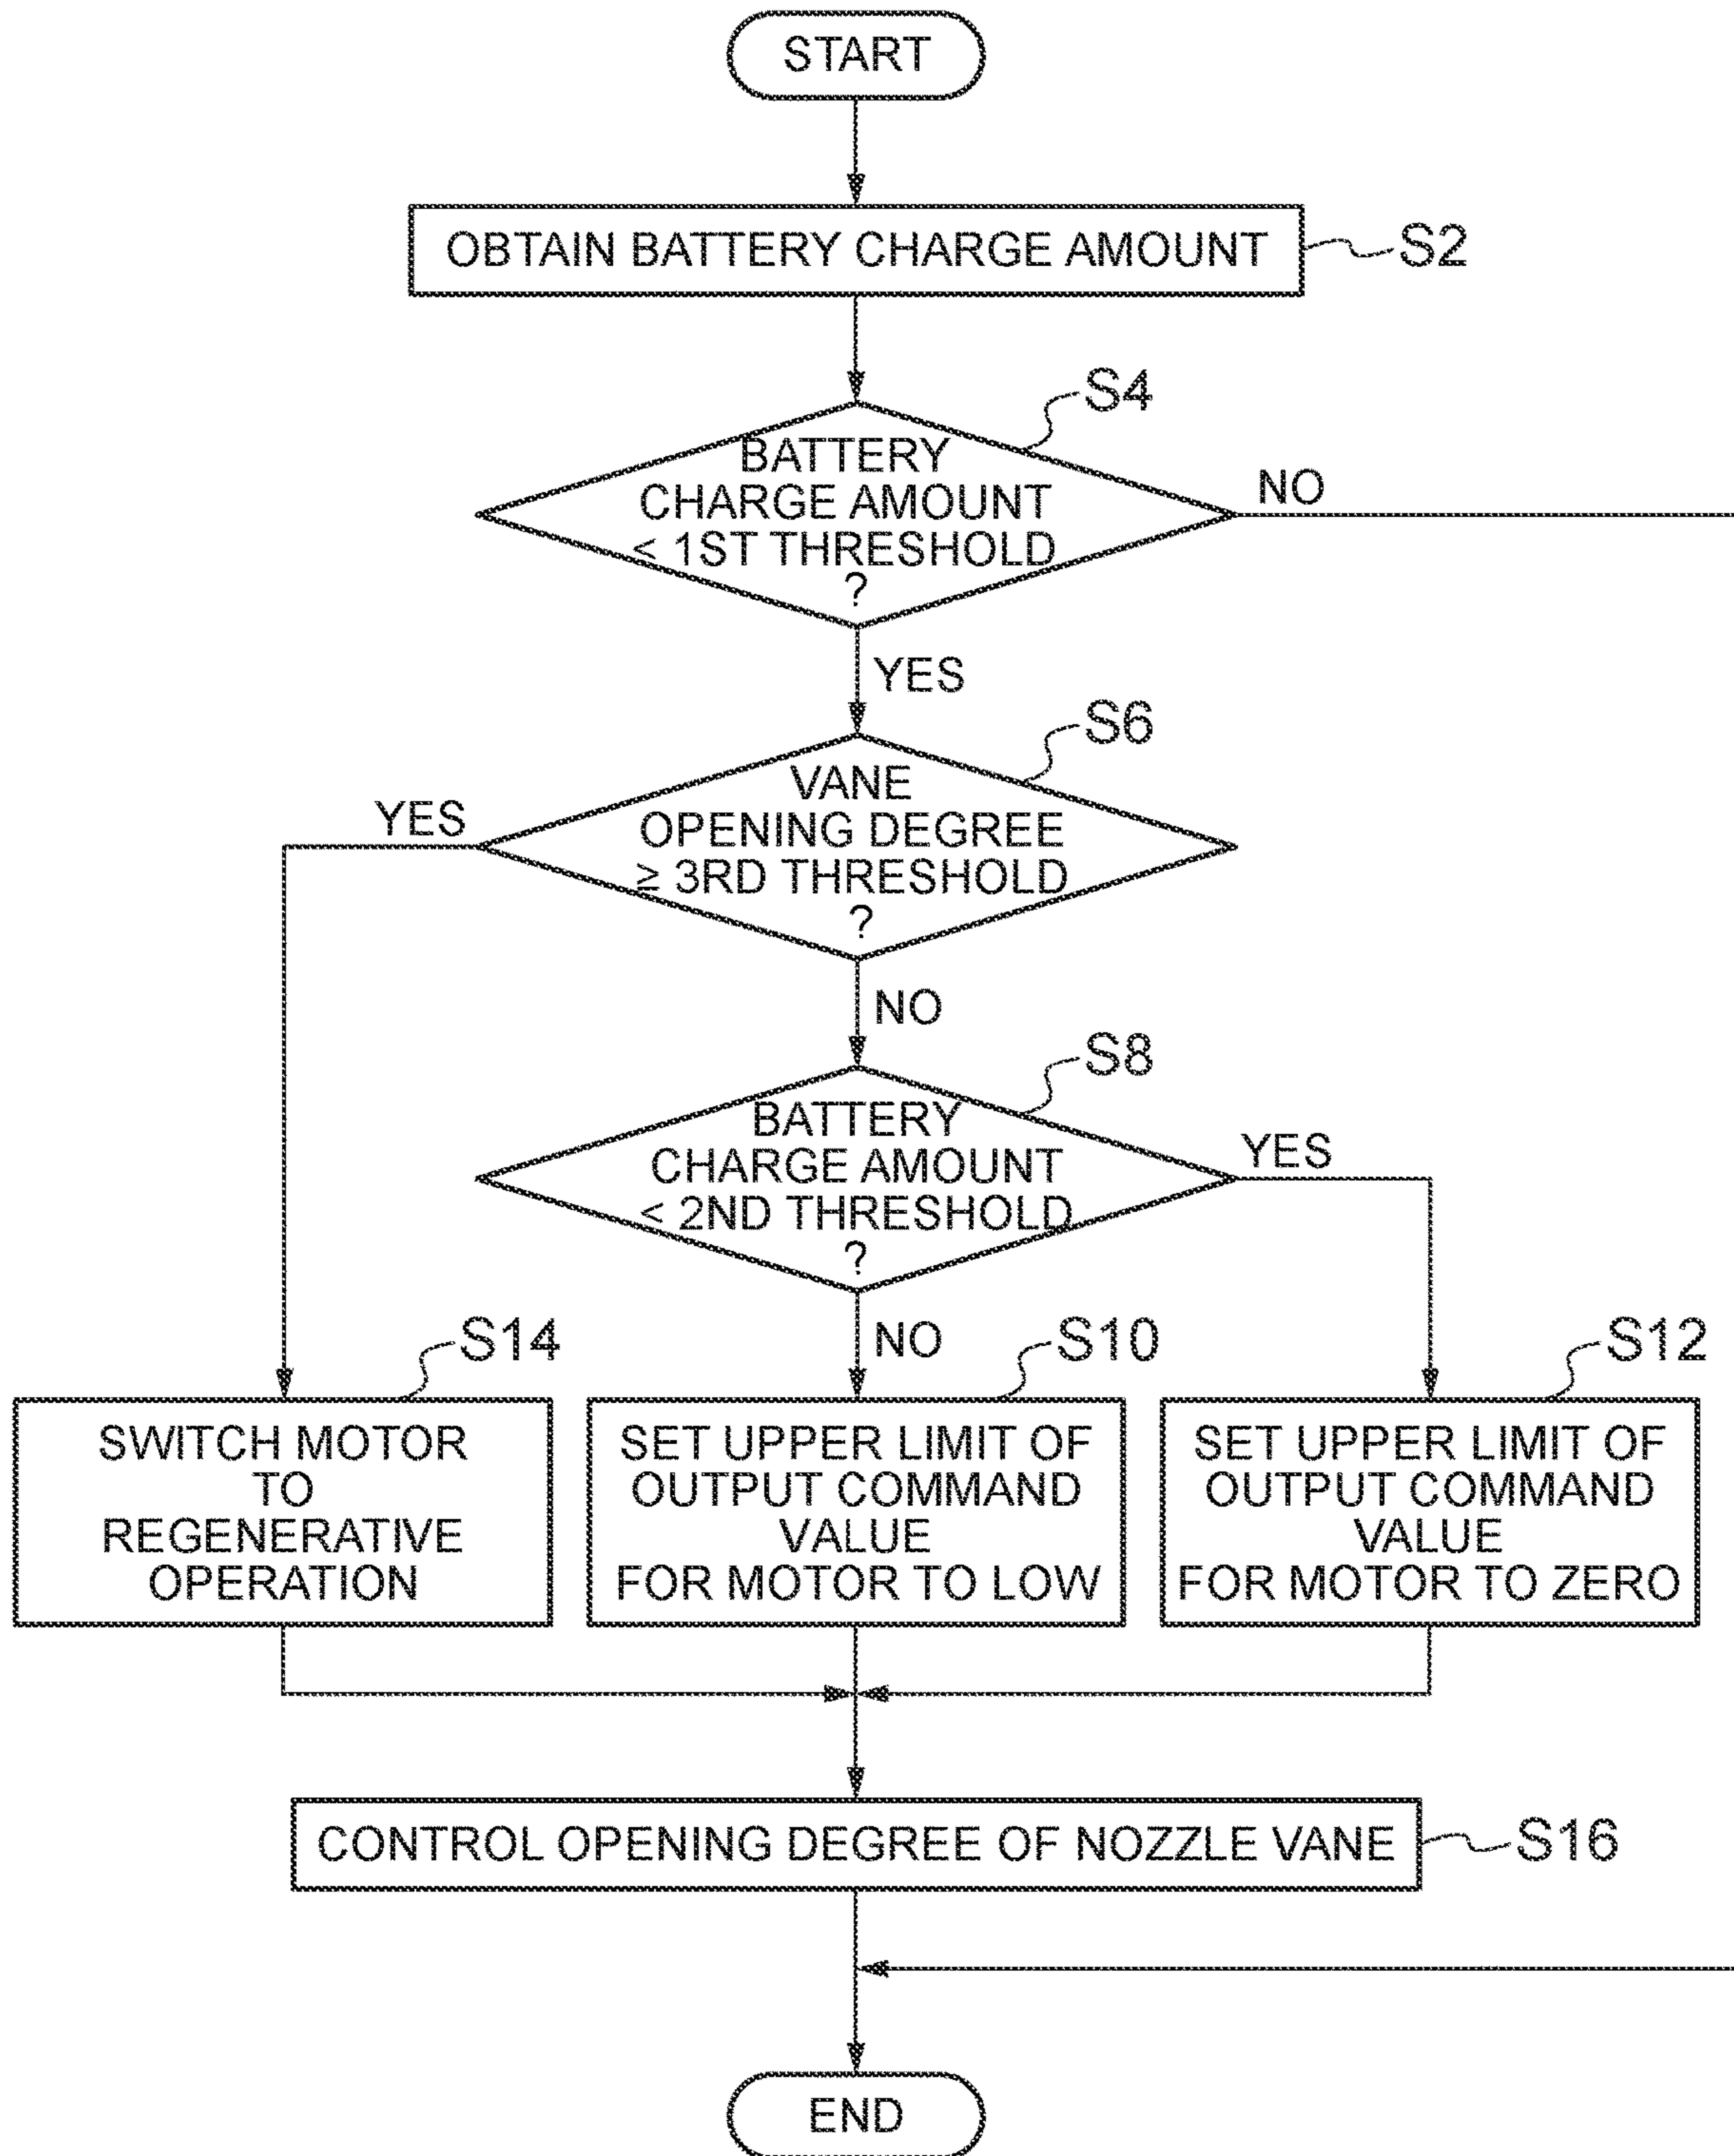 START
OBTAIN BATTERY CHARGE AMOUNT
S2
S4
BATTERY
CHARGE AMOUNT
< 1ST THRESHOLD
?
NO
YES
S6
VANE
OPENING DEGREE
≥ 3RD THRESHOLD
?
YES
NO
S8
BATTERY
CHARGE AMOUNT
< 2ND THRESHOLD
?
YES
NO
S14
SWITCH MOTOR
TO
REGENERATIVE
OPERATION
S10
SET UPPER LIMIT OF
OUTPUT COMMAND
VALUE
FOR MOTOR TO LOW
S12
SET UPPER LIMIT OF
OUTPUT COMMAND
VALUE
FOR MOTOR TO ZERO
CONTROL OPENING DEGREE OF NOZZLE VANE
S16
END